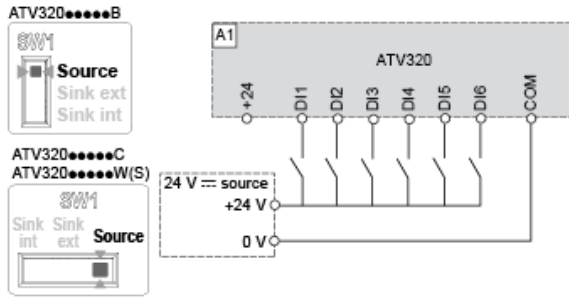 ATV320●●●●●B
SW1
Source
Sink ext
Sink int
ATV320●●●●●C
ATV320●●●●●W(S)
SW1
Sink int
Sink ext
Source
A1
ATV320
+24
DI1
DI2
DI3
DI4
DI5
DI6
COM
24 V ⎓ source
+24 V
0 V